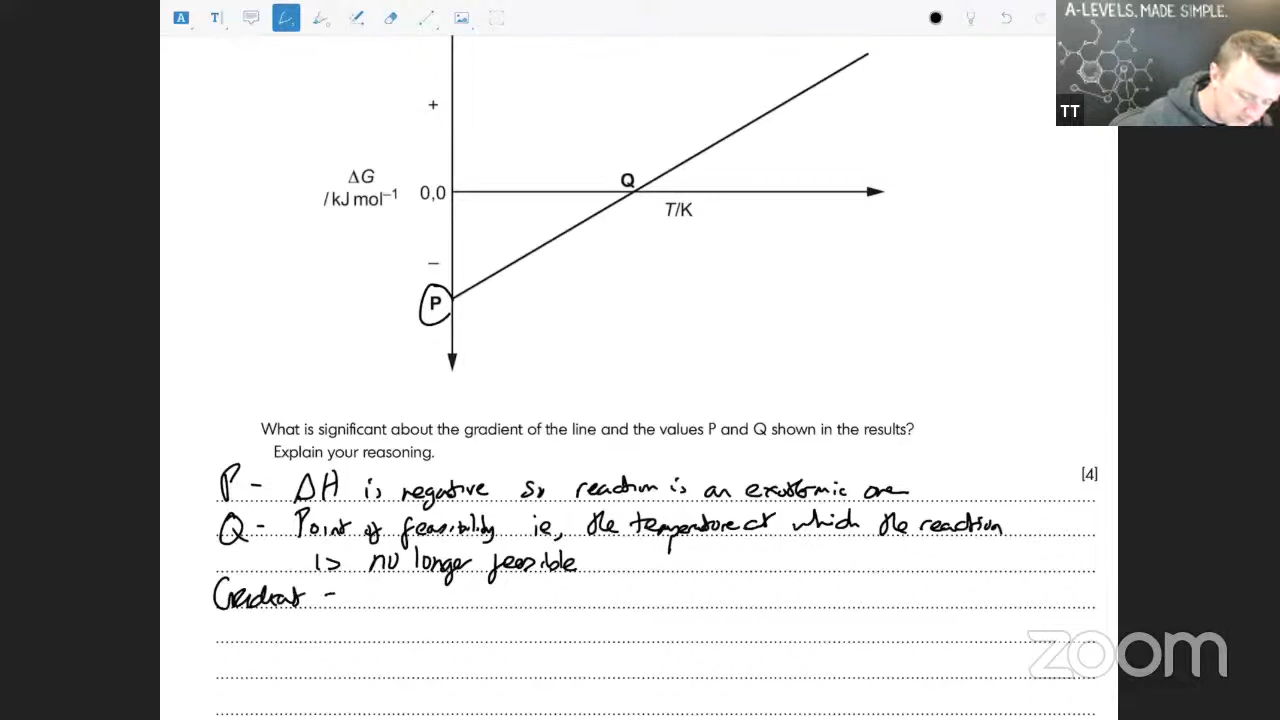 A-LEVELS, MADE SIMPLE.
TT
A T
+
ΔG
/ kJ mol⁻¹
0,0
Q
T/K
–
P
What is significant about the gradient of the line and the values P and Q shown in the results?
Explain your reasoning.
[4]
P - ΔH is negative so reaction is an exothermic one
Q - Point of feasibility ie, the temperature at which the reaction
is no longer feasible
Gradient -
zoom